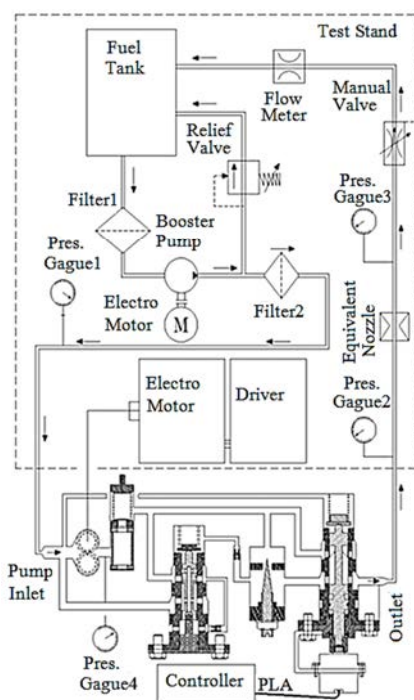 Test Stand
Fuel
Tank
Flow
Meter
Manual
Valve
Relief
Valve
Filter1
Booster
Pump
Pres.
Gague3
Pres.
Gague1
Electro
Motor
M
Filter2
Equivalent
Nozzle
Electro
Motor
Driver
Pres.
Gague2
Pump
Inlet
Outlet
Pres.
Gague4
Controller
PLA